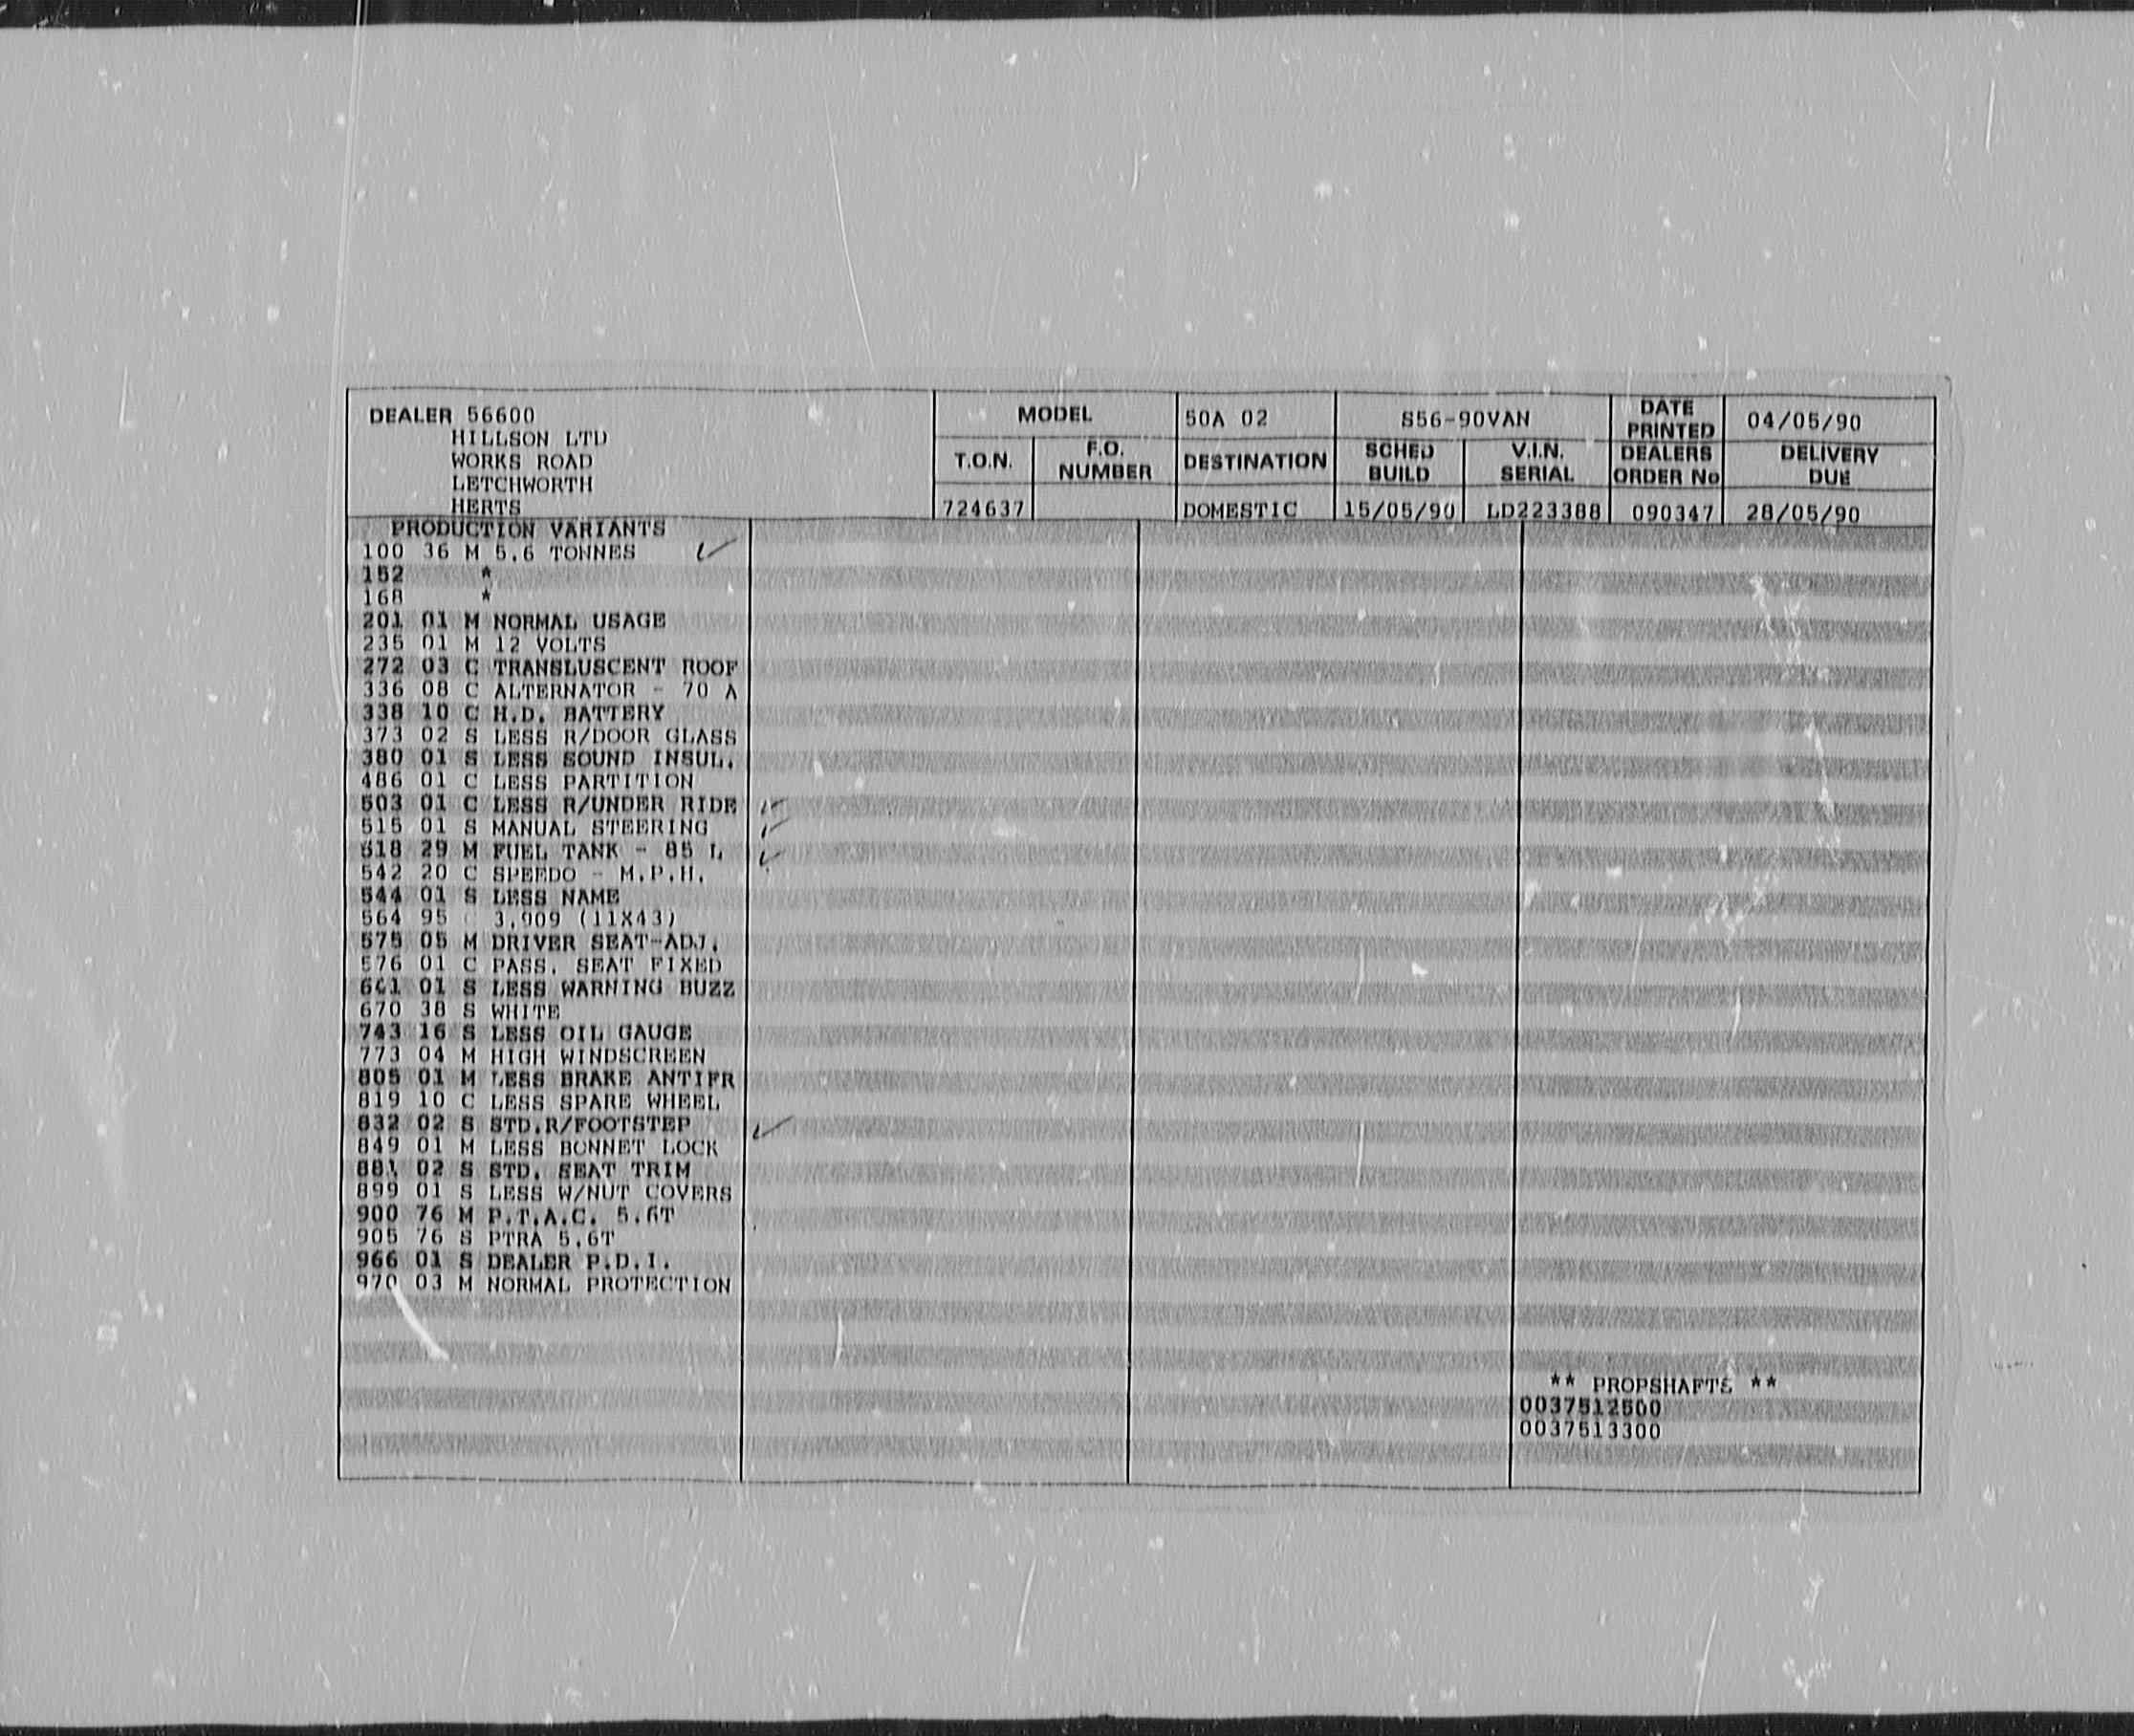 DEALER 56600
HILLSON LTD
WORKS ROAD
LETCHWORTH
HERTS
MODEL 50A 02 S56-90VAN DATE PRINTED 04/05/90
T.O.N. F.O. NUMBER DESTINATION SCHED BUILD V.I.N. SERIAL DEALERS ORDER No DELIVERY DUE
724637 DOMESTIC 15/05/90 LD223388 090347 28/05/90
PRODUCTION VARIANTS
100 36 M 5.6 TONNES
152 *
168 *
201 01 M NORMAL USAGE
235 01 M 12 VOLTS
272 03 C TRANSLUSCENT ROOF
336 08 C ALTERNATOR - 70 A
338 10 C H.D. BATTERY
373 02 S LESS R/DOOR GLASS
380 01 S LESS SOUND INSUL.
486 01 C LESS PARTITION
503 01 C LESS R/UNDER RIDE
515 01 S MANUAL STEERING
518 29 M FUEL TANK - 85 L
542 20 C SPEEDO - M.P.H.
544 01 S LESS NAME
564 95 C 3.909 (11X43)
575 05 M DRIVER SEAT-ADJ.
576 01 C PASS. SEAT FIXED
641 01 S LESS WARNING BUZZ
670 38 S WHITE
743 16 S LESS OIL GAUGE
773 04 M HIGH WINDSCREEN
805 01 M LESS BRAKE ANTIFR
819 10 C LESS SPARE WHEEL
832 02 S STD.R/FOOTSTEP
849 01 M LESS BONNET LOCK
881 02 S STD. SEAT TRIM
899 01 S LESS W/NUT COVERS
900 76 M P.T.A.C. 5.6T
905 76 S PTRA 5.6T
966 01 S DEALER P.D.I.
970 03 M NORMAL PROTECTION
** PROPSHAFTS **
0037512500
0037513300